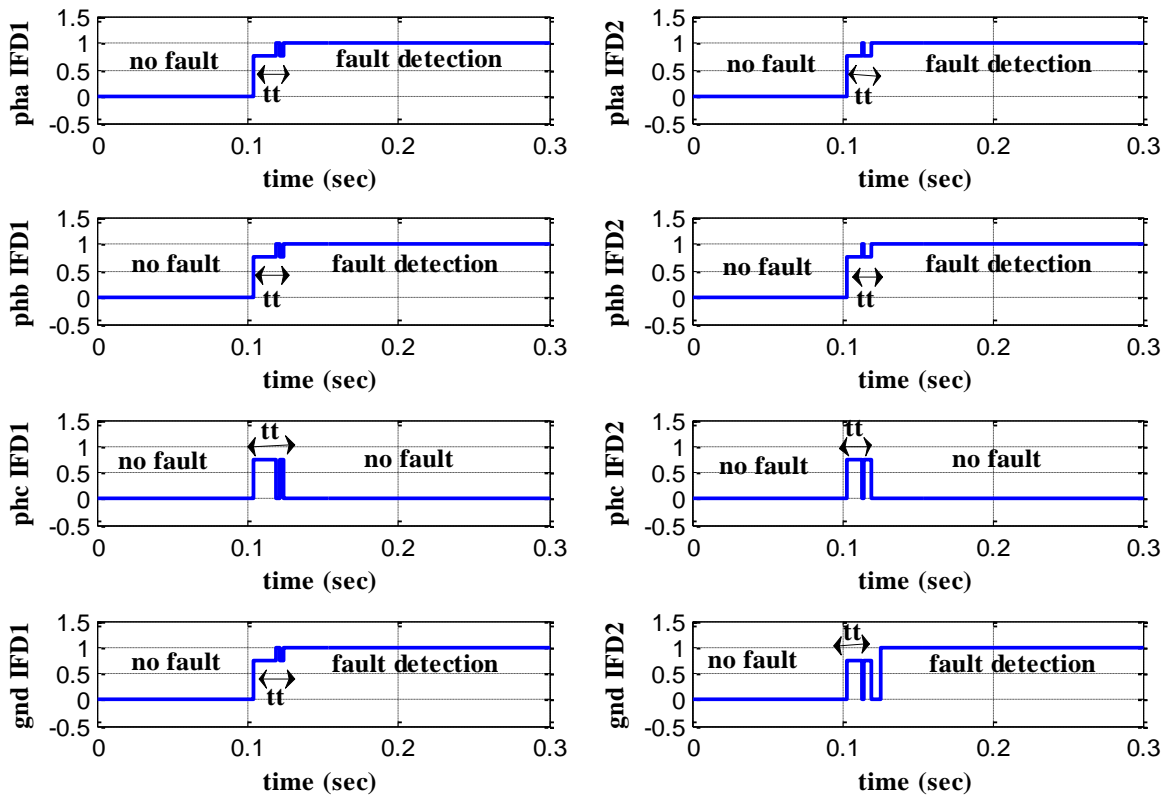 pha IFD1
1.5
1
0.5
0
-0.5
no fault
fault detection
tt
0
0.1
0.2
0.3
time (sec)
pha IFD2
1.5
1
0.5
0
-0.5
no fault
fault detection
tt
0
0.1
0.2
0.3
time (sec)
phb IFD1
1.5
1
0.5
0
-0.5
no fault
fault detection
tt
0
0.1
0.2
0.3
time (sec)
phb IFD2
1.5
1
0.5
0
-0.5
no fault
fault detection
tt
0
0.1
0.2
0.3
time (sec)
phc IFD1
1.5
1
0.5
0
-0.5
tt
no fault
no fault
0
0.1
0.2
0.3
time (sec)
phc IFD2
1.5
1
0.5
0
-0.5
tt
no fault
no fault
0
0.1
0.2
0.3
time (sec)
gnd IFD1
1.5
1
0.5
0
-0.5
no fault
fault detection
tt
0
0.1
0.2
0.3
time (sec)
gnd IFD2
1.5
1
0.5
0
-0.5
tt
no fault
fault detection
0
0.1
0.2
0.3
time (sec)